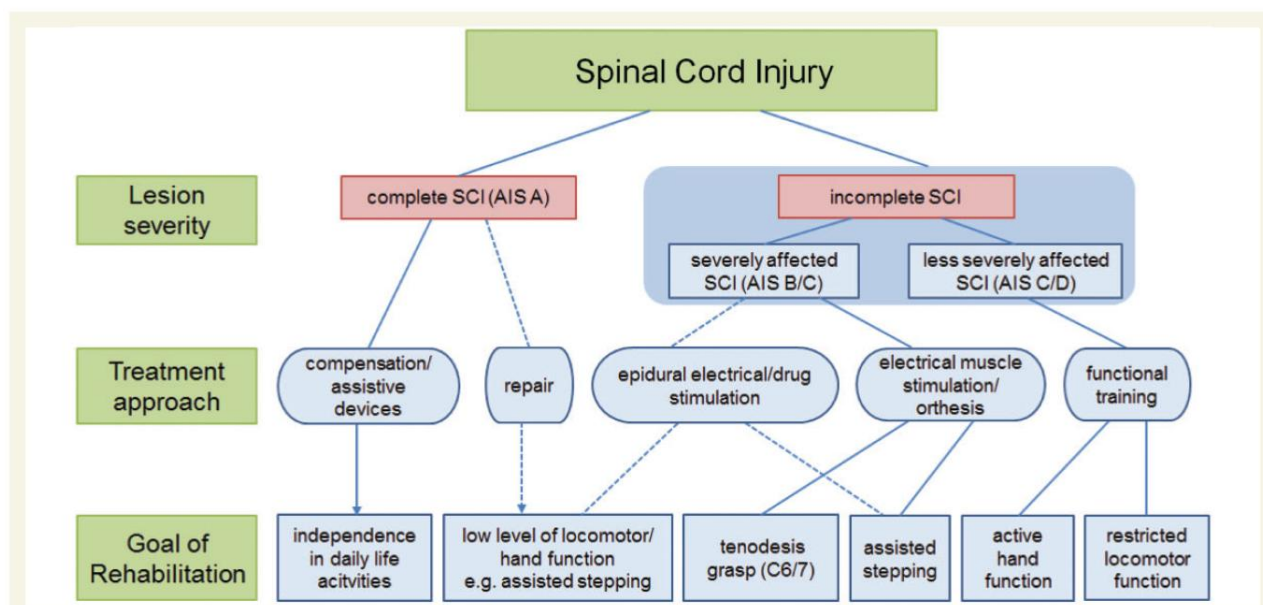 Spinal Cord Injury
Lesion
severity
complete SCI (AIS A)
incomplete SCI
severely affected
SCI (AIS B/C)
less severely affected
SCI (AIS C/D)
Treatment
approach
compensation/
assistive
devices
repair
epidural electrical/drug
stimulation
electrical muscle
stimulation/
orthesis
functional
training
Goal of
Rehabilitation
independence
in daily life
acitvities
low level of locomotor/
hand function
e.g. assisted stepping
tenodesis
grasp (C6/7)
assisted
stepping
active
hand
function
restricted
locomotor
function